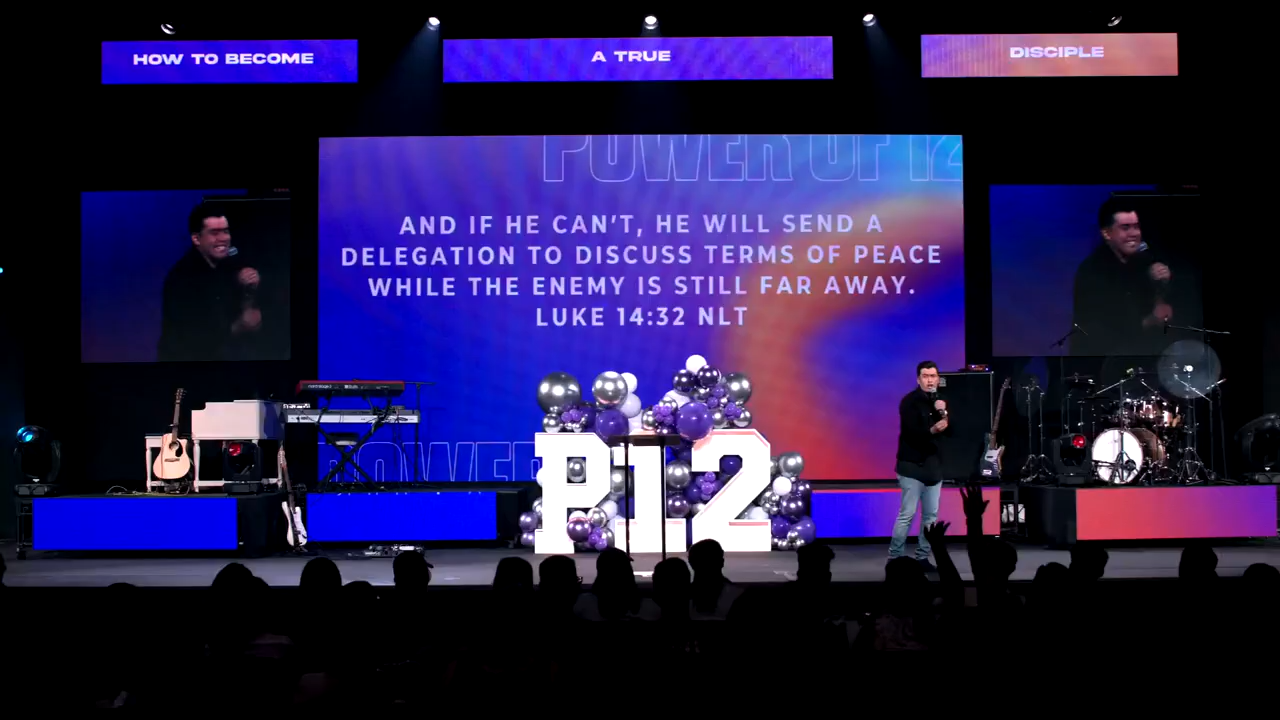 HOW TO BECOME
A TRUE
DISCIPLE
POWER OF 12
AND IF HE CAN'T, HE WILL SEND A
DELEGATION TO DISCUSS TERMS OF PEACE
WHILE THE ENEMY IS STILL FAR AWAY.
LUKE 14:32 NLT
POWER
P12